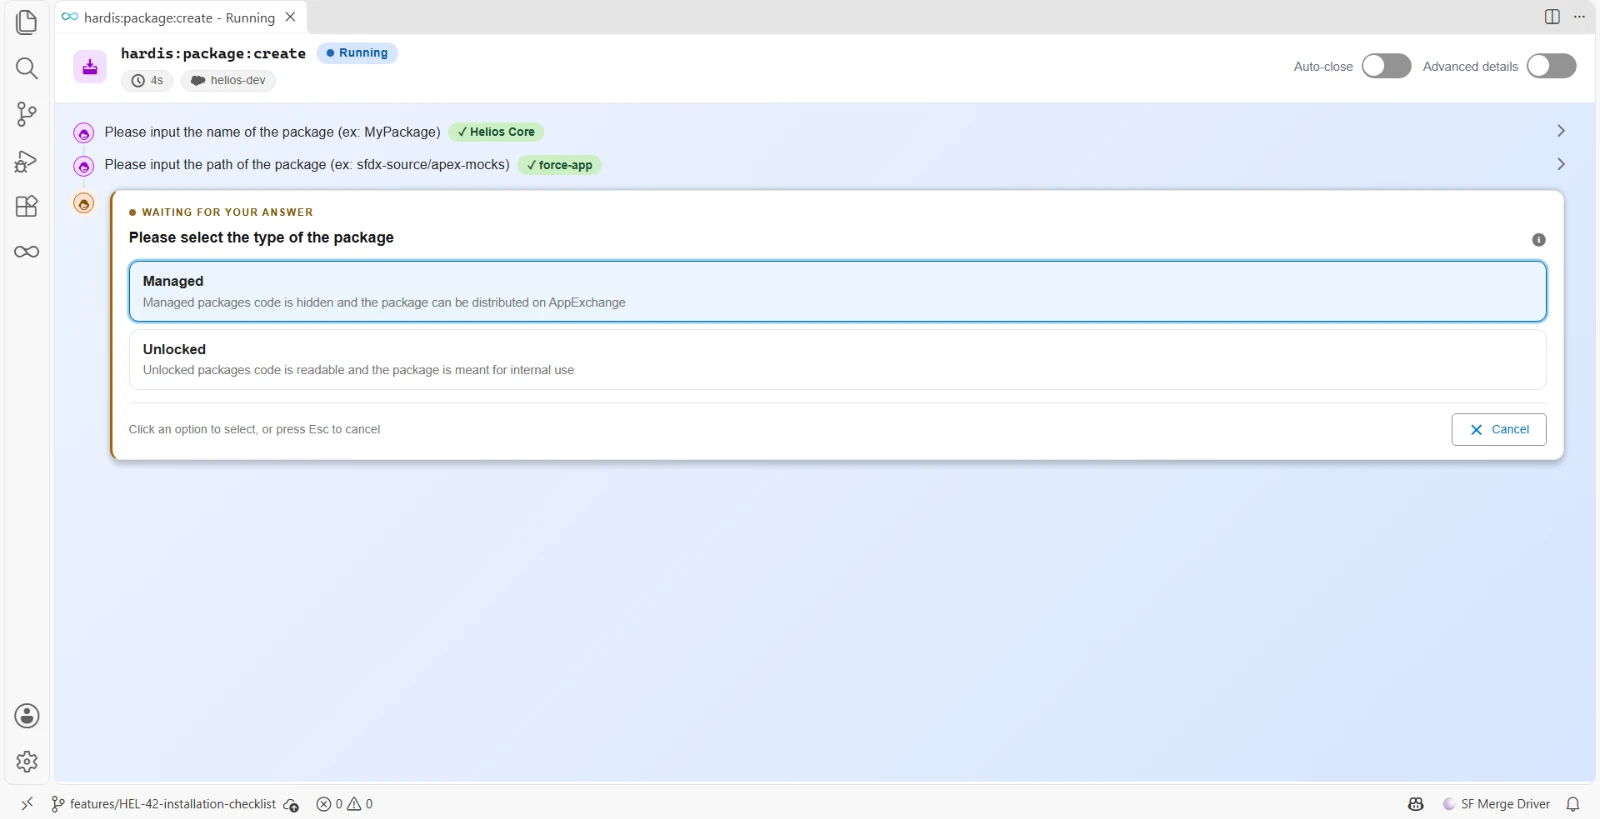 hardis:package:create - Running
hardis:package:create
Running
4s
helios-dev
Auto-close
Advanced details
Please input the name of the package (ex: MyPackage)
✓ Helios Core
Please input the path of the package (ex: sfdx-source/apex-mocks)
✓ force-app
WAITING FOR YOUR ANSWER
Please select the type of the package
Managed
Managed packages code is hidden and the package can be distributed on AppExchange
Unlocked
Unlocked packages code is readable and the package is meant for internal use
Click an option to select, or press Esc to cancel
Cancel
features/HEL-42-installation-checklist
0
0
SF Merge Driver